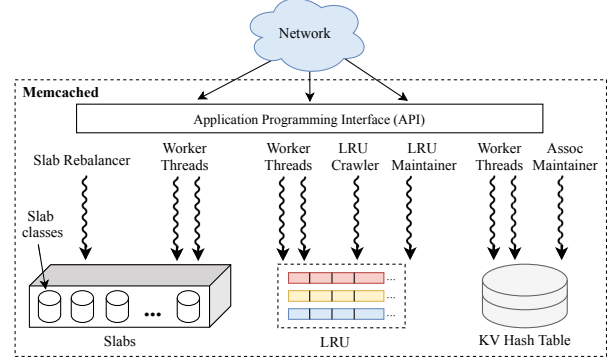 Network
Memcached
Application Programming Interface (API)
Slab Rebalancer
Worker
Threads
Worker
Threads
LRU
Crawler
LRU
Maintainer
Worker
Threads
Assoc
Maintainer
Slab
classes
...
...
...
...
Slabs
LRU
KV Hash Table